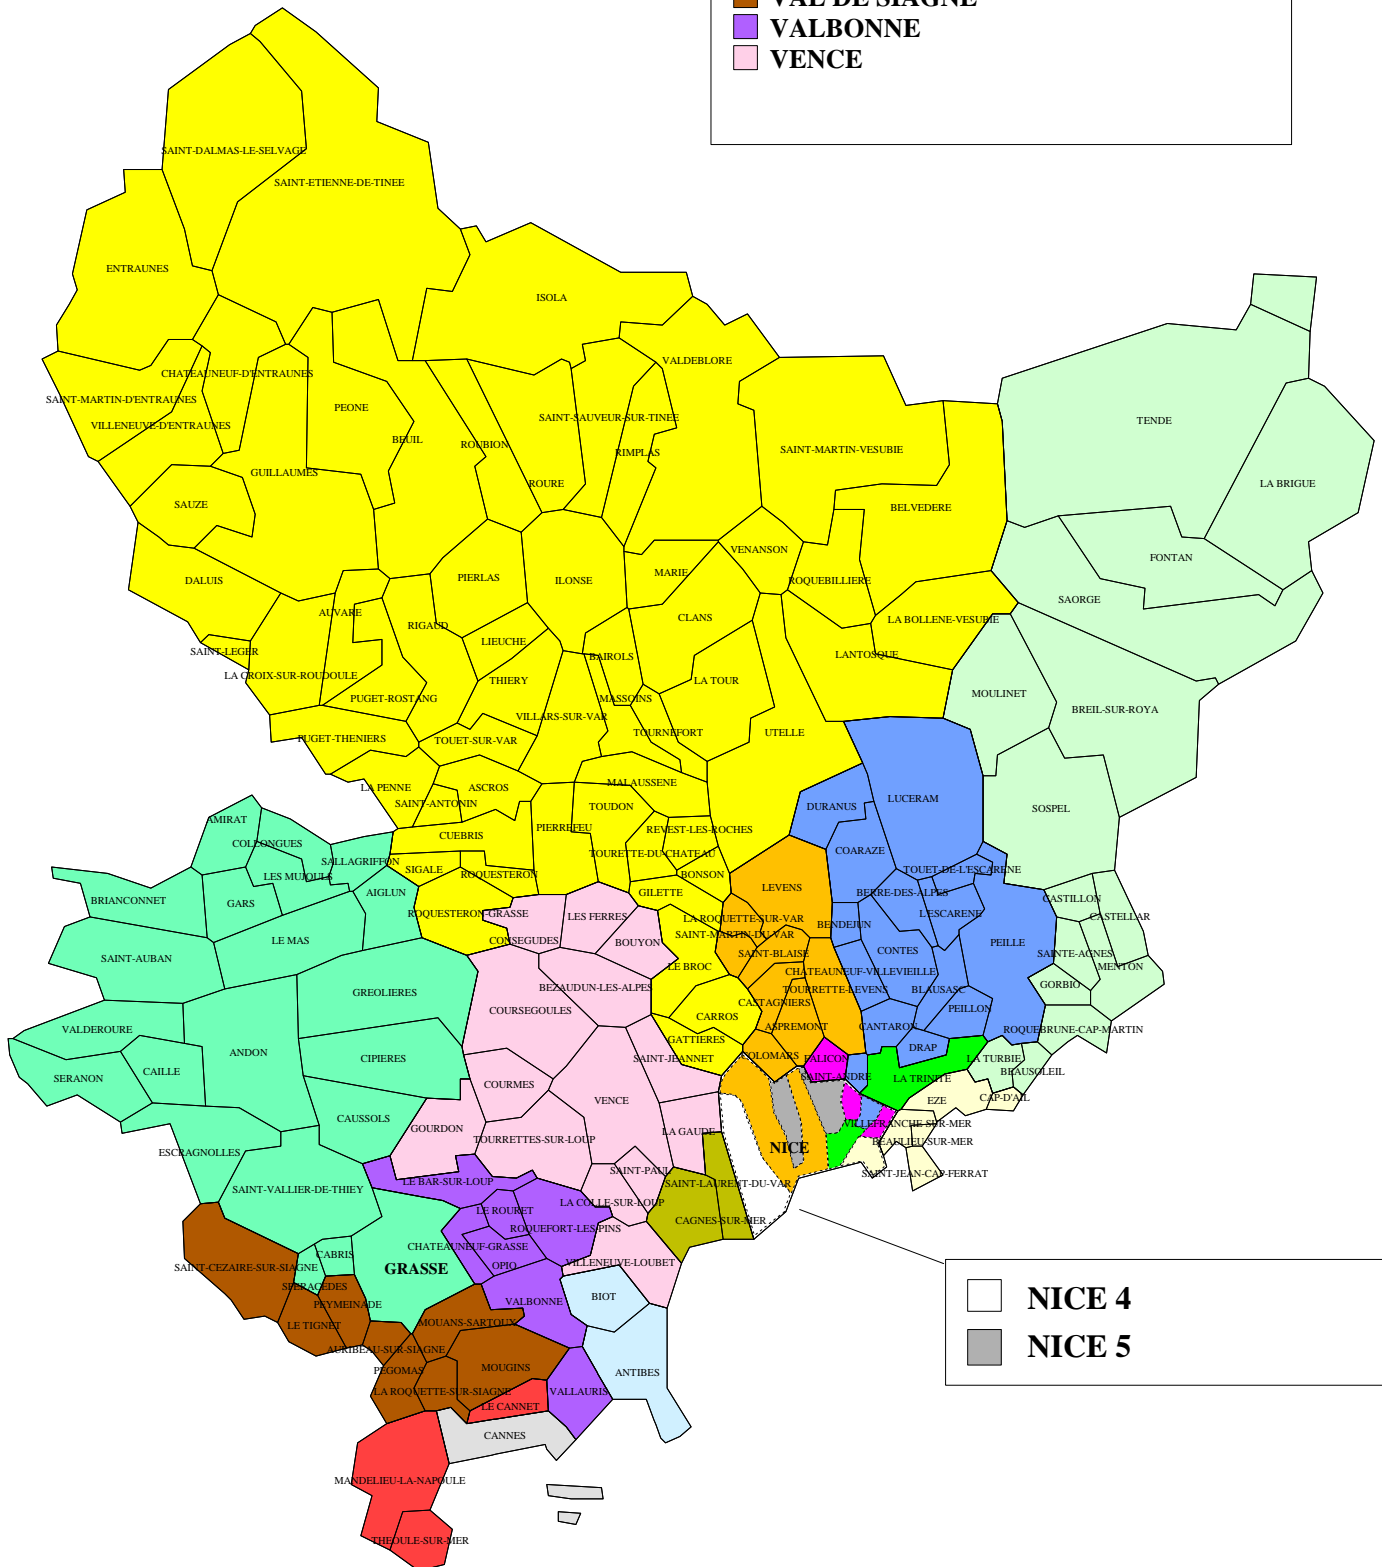 VAL DE SIAGNE
VALBONNE
VENCE
SAINT-DALMAS-LE-SELVAGE
SAINT-ETIENNE-DE-TINEE
ENTRAUNES
ISOLA
VALDEBLORE
CHATEAUNEUF-D'ENTRAUNES
SAINT-MARTIN-D'ENTRAUNES
PEONE
SAINT-SAUVEUR-SUR-TINEE
TENDE
VILLENEUVE-D'ENTRAUNES
BEUIL
ROUBION
RIMPLAS
SAINT-MARTIN-VESUBIE
GUILLAUMES
ROURE
LA BRIGUE
SAUZE
BELVEDERE
VENANSON
FONTAN
DALUIS
PIERLAS
ILONSE
MARIE
ROQUEBILLIERE
SAORGE
AUVARE
RIGAUD
CLANS
LA BOLLENE-VESUBIE
SAINT-LEGER
LIEUCHE
BAIROLS
LANTOSQUE
LA CROIX-SUR-ROUDOULE
THIERY
LA TOUR
MOULINET
PUGET-ROSTANG
MASSOINS
BREIL-SUR-ROYA
VILLARS-SUR-VAR
PUGET-THENIERS
TOUET-SUR-VAR
TOURNEFORT
UTELLE
LA PENNE
ASCROS
MALAUSSENE
SAINT-ANTONIN
TOUDON
DURANUS
LUCERAM
SOSPEL
AMIRAT
CUEBRIS
PIERREFEU
REVEST-LES-ROCHES
COLLONGUES
SALLAGRIFFON
TOURETTE-DU-CHATEAU
COARAZE
LES MUJOULS
SIGALE
ROQUESTERON
BONSON
TOUET-DE-L'ESCARENE
BRIANCONNET
GARS
AIGLUN
GILETTE
LEVENS
BERRE-DES-ALPES
CASTILLON
ROQUESTERON-GRASSE
LES FERRES
LA ROQUETTE-SUR-VAR
BENDEJUN
L'ESCARENE
CASTELLAR
LE MAS
CONSEGUDES
BOUYON
SAINT-MARTIN-DU-VAR
CONTES
PEILLE
SAINT-AUBAN
LE BROC
SAINT-BLAISE
SAINTE-AGNES
MENTON
GREOLIERES
BEZAUDUN-LES-ALPES
CHATEAUNEUF-VILLEVIEILLE
GORBIO
COURSEGOULES
CASTAGNIERS
TOURRETTE-LEVENS
BLAUSASC
PEILLON
VALDEROURE
CARROS
ASPREMONT
CANTARON
ROQUEBRUNE-CAP-MARTIN
ANDON
CIPIERES
GATTIERES
SAINT-JEANNET
COLOMARS
FALICON
DRAP
LA TURBIE
SERANON
CAILLE
COURMES
SAINT-ANDRE
LA TRINITE
BEAUSOLEIL
VENCE
EZE
CAP-D'AIL
CAUSSOLS
GOURDON
TOURRETTES-SUR-LOUP
LA GAUDE
VILLEFRANCHE-SUR-MER
ESCRAGNOLLES
NICE
BEAULIEU-SUR-MER
SAINT-PAUL
SAINT-JEAN-CAP-FERRAT
SAINT-VALLIER-DE-THIEY
LE BAR-SUR-LOUP
SAINT-LAURENT-DU-VAR
LA COLLE-SUR-LOUP
LE ROURET
ROQUEFORT-LES-PINS
CAGNES-SUR-MER
CHATEAUNEUF-GRASSE
CABRIS
GRASSE
OPIO
VILLENEUVE-LOUBET
SAINT-CEZAIRE-SUR-SIAGNE
SPERACEDES
PEYMEINADE
VALBONNE
BIOT
NICE 4
LE TIGNET
MOUANS-SARTOUX
NICE 5
AURIBEAU-SUR-SIAGNE
PEGOMAS
MOUGINS
ANTIBES
LA ROQUETTE-SUR-SIAGNE
VALLAURIS
LE CANNET
CANNES
MANDELIEU-LA-NAPOULE
THEOULE-SUR-MER